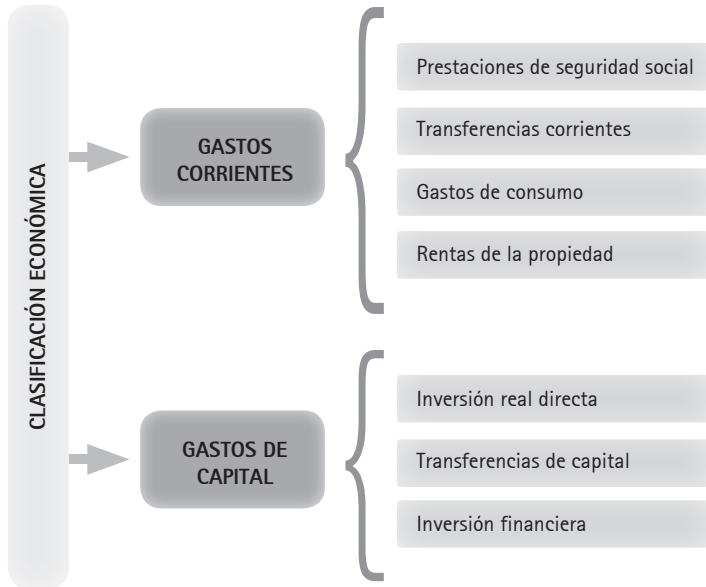 CLASIFICACIÓN ECONÓMICA
GASTOS
CORRIENTES
Prestaciones de seguridad social
Transferencias corrientes
Gastos de consumo
Rentas de la propiedad
GASTOS DE
CAPITAL
Inversión real directa
Transferencias de capital
Inversión financiera